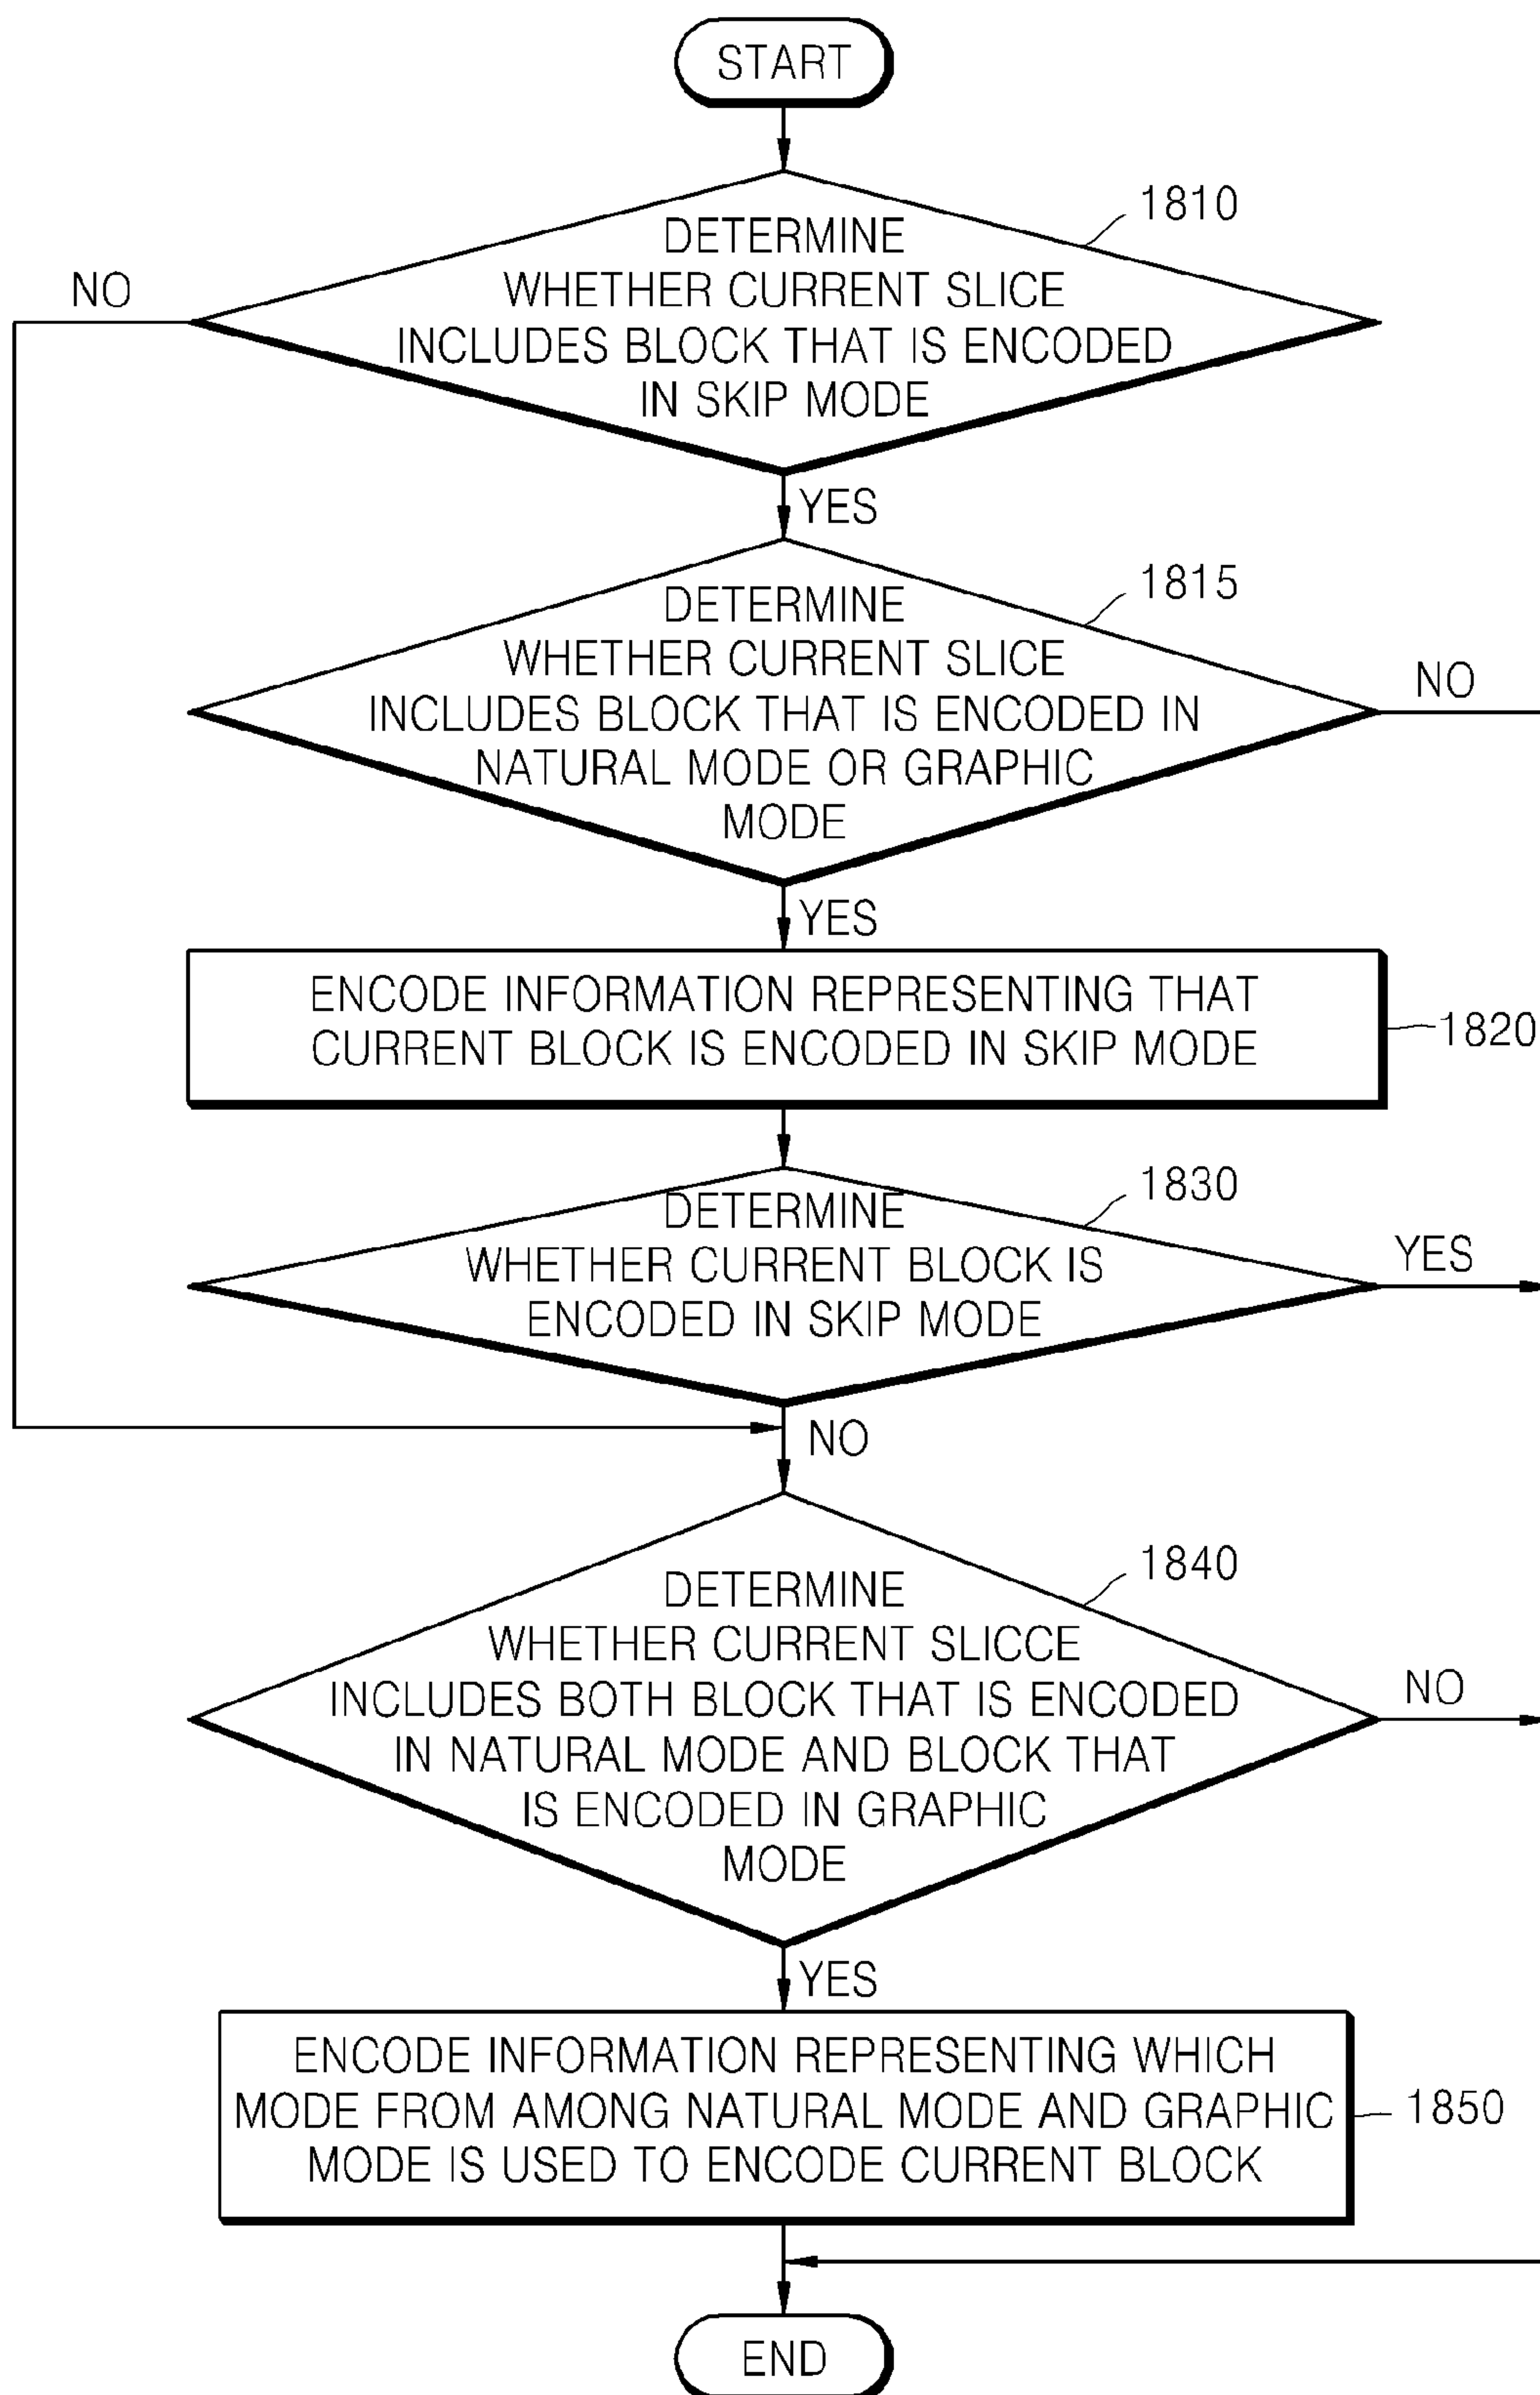 START
1810
DETERMINE
WHETHER CURRENT SLICE
INCLUDES BLOCK THAT IS ENCODED
IN SKIP MODE
NO
YES
1815
DETERMINE
WHETHER CURRENT SLICE
INCLUDES BLOCK THAT IS ENCODED IN
NATURAL MODE OR GRAPHIC
MODE
NO
YES
ENCODE INFORMATION REPRESENTING THAT
CURRENT BLOCK IS ENCODED IN SKIP MODE
1820
1830
DETERMINE
WHETHER CURRENT BLOCK IS
ENCODED IN SKIP MODE
YES
NO
1840
DETERMINE
WHETHER CURRENT SLICCE
INCLUDES BOTH BLOCK THAT IS ENCODED
IN NATURAL MODE AND BLOCK THAT
IS ENCODED IN GRAPHIC
MODE
NO
YES
ENCODE INFORMATION REPRESENTING WHICH
MODE FROM AMONG NATURAL MODE AND GRAPHIC
MODE IS USED TO ENCODE CURRENT BLOCK
1850
END